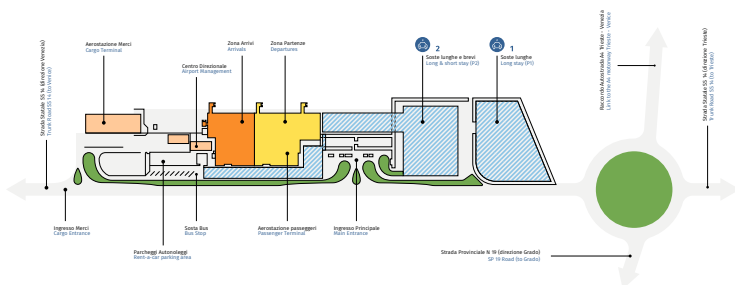 2
1
Aerostazione Merci
Cargo Terminal
Zona Arrivi
Arrivals
Zona Partenze
Departures
Centro Direzionale
Airport Management
Soste lunghe e brevi
Long & short stay (P2)
Soste lunghe
Long stay (P1)
Strada Statale SS 14 (direzione Venezia)
Trunk Road SS 14 (to Venice)
Raccordo Autostrada A4 Trieste - Venezia
Link to the A4 motorway Trieste - Venice
Strada Statale SS 14 (direzione Trieste)
Trunk Road SS 14 (to Trieste)
Ingresso Merci
Cargo Entrance
Sosta Bus
Bus Stop
Aerostazione passeggeri
Passenger Terminal
Ingresso Principale
Main Entrance
Parcheggi Autonoleggi
Rent-a-car parking area
Strada Provinciale N 19 (direzione Grado)
SP 19 Road (to Grado)